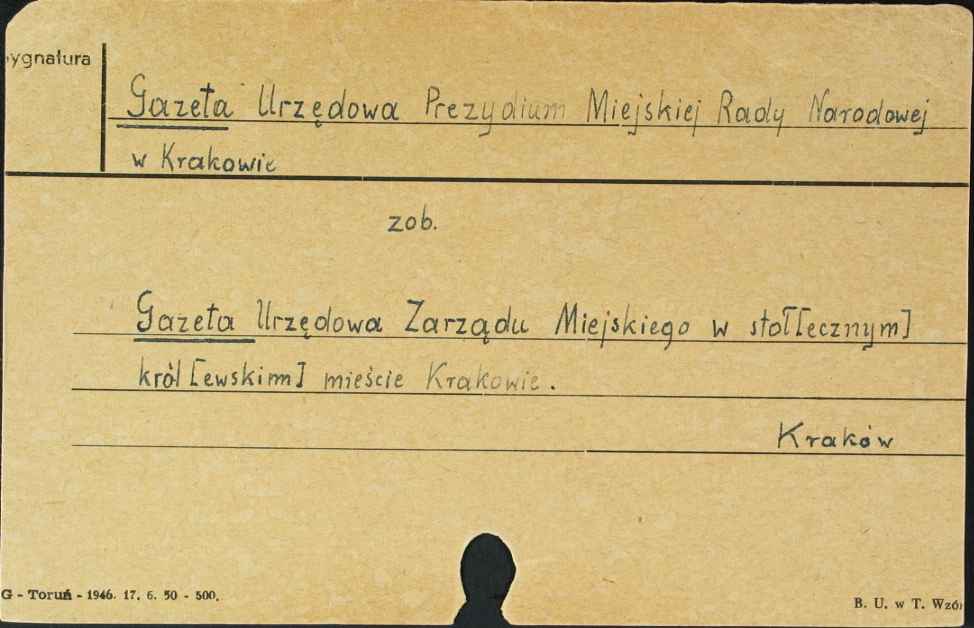 ygnatura
Gazeta Urzędowa Prezydium Miejskiej Rady Narodowej
w Krakowie
zob.
Gazeta Urzędowa Zarządu Miejskiego w stoł[ecznym]
król[ewskim] mieście Krakowie.
Kraków
G - Toruń - 1946. 17. 6. 50 - 500.
B. U. w T. Wzór